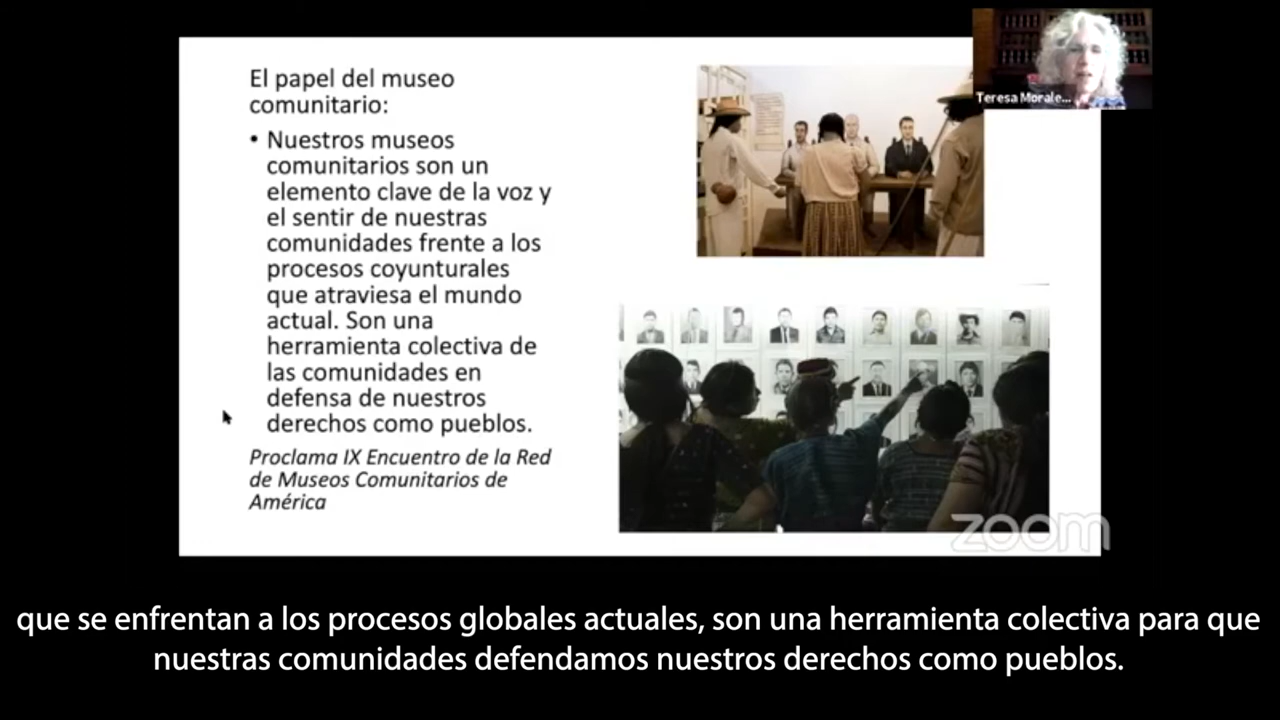 El papel del museo
comunitario:
• Nuestros museos
comunitarios son un
elemento clave de la voz y
el sentir de nuestras
comunidades frente a los
procesos coyunturales
que atraviesa el mundo
actual. Son una
herramienta colectiva de
las comunidades en
defensa de nuestros
derechos como pueblos.
Proclama IX Encuentro de la Red
de Museos Comunitarios de
América
Teresa Morale...
zoom
que se enfrentan a los procesos globales actuales, son una herramienta colectiva para que
nuestras comunidades defendamos nuestros derechos como pueblos.